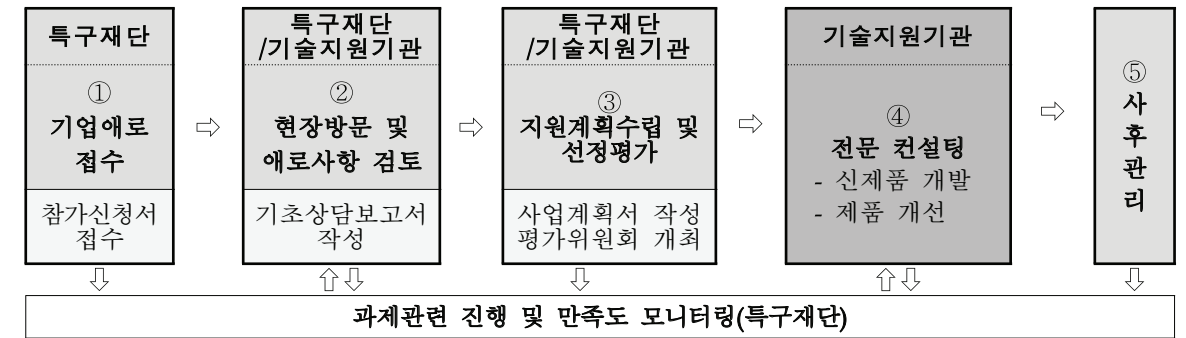 특구재단
①
기업애로
접수
참가신청서
접수
⇨
특구재단
/기술지원기관
②
현장방문 및
애로사항 검토
기초상담보고서
작성
⇨
특구재단
/기술지원기관
③
지원계획수립 및
선정평가
사업계획서 작성
평가위원회 개최
⇨
기술지원기관
④
전문 컨설팅
- 신제품 개발
- 제품 개선
⇨
⑤
사
후
관
리
과제관련 진행 및 만족도 모니터링(특구재단)